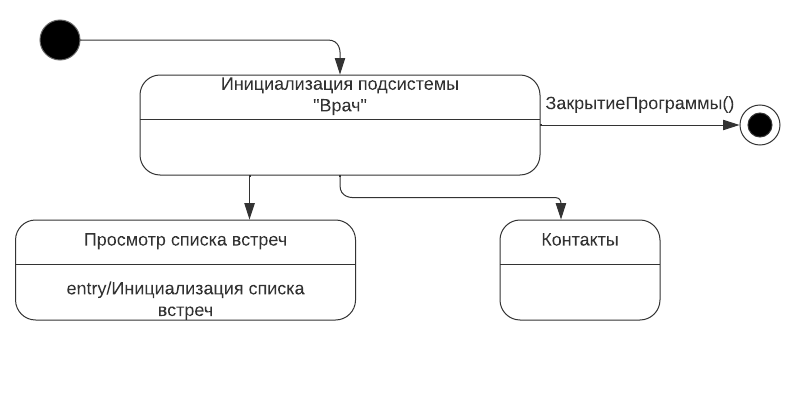 Инициализация подсистемы
"Врач"
ЗакрытиеПрограммы()
Просмотр списка встреч
entry/Инициализация списка
встреч
Контакты